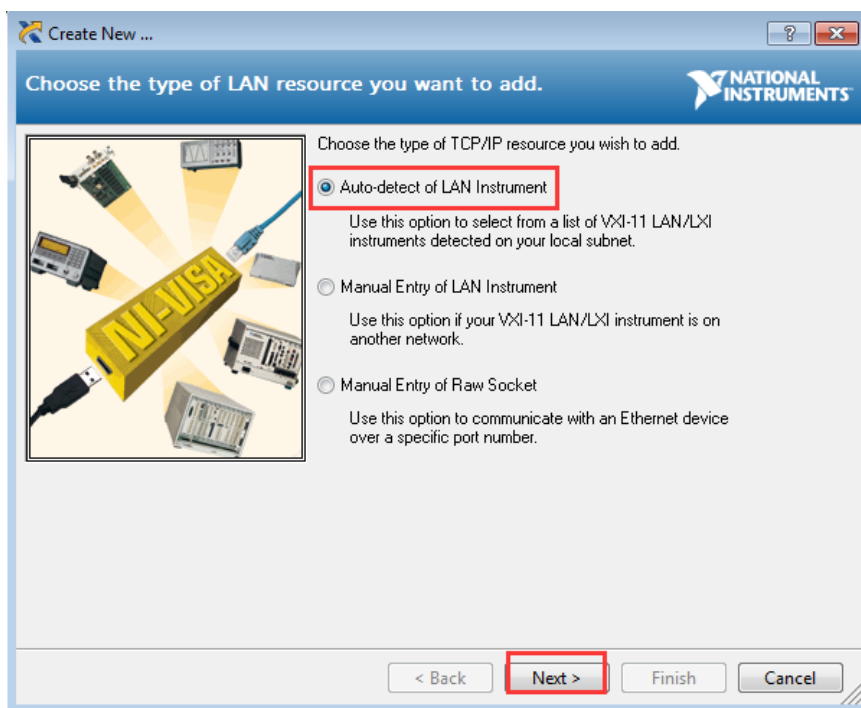 Create New ...
Choose the type of LAN resource you want to add.
NATIONAL
INSTRUMENTS
Choose the type of TCP/IP resource you wish to add.
Auto-detect of LAN Instrument
Use this option to select from a list of VXI-11 LAN/LXI
instruments detected on your local subnet.
Manual Entry of LAN Instrument
Use this option if your VXI-11 LAN/LXI instrument is on
another network.
Manual Entry of Raw Socket
Use this option to communicate with an Ethernet device
over a specific port number.
NI-VISA
< Back
Next >
Finish
Cancel